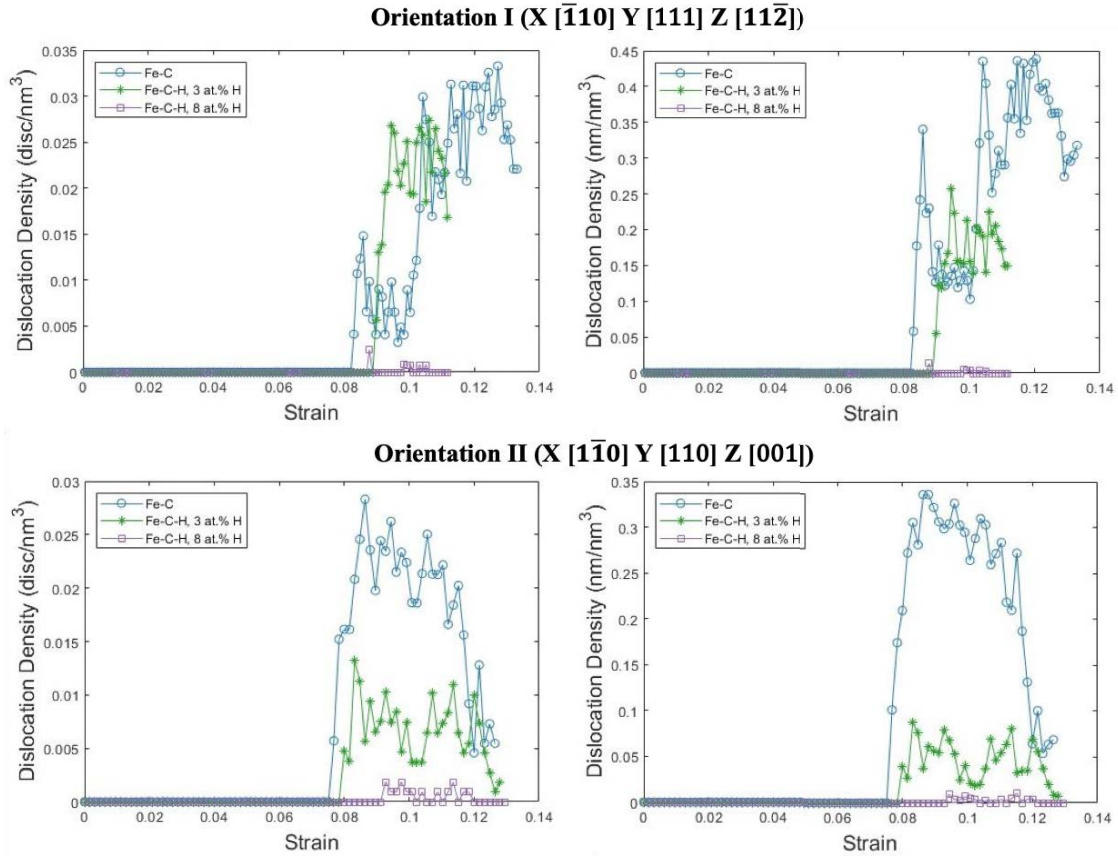 Orientation I (X [1̅10] Y [111] Z [112̅])
0.035
0.03
0.025
0.02
0.015
0.01
0.005
0
Dislocation Density (disc/nm³)
Fe-C
Fe-C-H, 3 at.% H
Fe-C-H, 8 at.% H
0 0.02 0.04 0.06 0.08 0.1 0.12 0.14
Strain
0.45
0.4
0.35
0.3
0.25
0.2
0.15
0.1
0.05
0
Dislocation Density (nm/nm³)
Fe-C
Fe-C-H, 3 at.% H
Fe-C-H, 8 at.% H
0 0.02 0.04 0.06 0.08 0.1 0.12 0.14
Strain
Orientation II (X [11̅0] Y [110] Z [001])
0.03
0.025
0.02
0.015
0.01
0.005
0
Dislocation Density (disc/nm³)
Fe-C
Fe-C-H, 3 at.% H
Fe-C-H, 8 at.% H
0 0.02 0.04 0.06 0.08 0.1 0.12 0.14
Strain
0.35
0.3
0.25
0.2
0.15
0.1
0.05
0
Dislocation Density (nm/nm³)
Fe-C
Fe-C-H, 3 at.% H
Fe-C-H, 8 at.% H
0 0.02 0.04 0.06 0.08 0.1 0.12 0.14
Strain